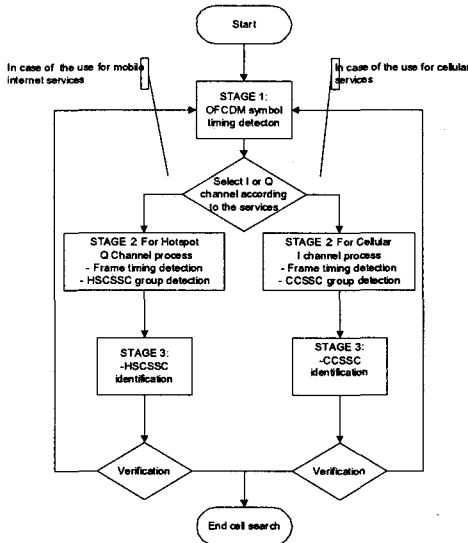 Start
In case of the use for mobile
internet services
In case of the use for cellular
services
STAGE 1:
OFCDM symbol
timing detecton
Select I or Q
channel according
to the services
STAGE 2 For Hotspot
Q Channel process
- Frame timing detection
- HSCSSC group detection
STAGE 2 For Cellular
I channel process
- Frame timing detection
- CCSSC group detection
STAGE 3:
-HSCSSC
identification
STAGE 3:
-CCSSC
identification
Verification
Verification
End cell search